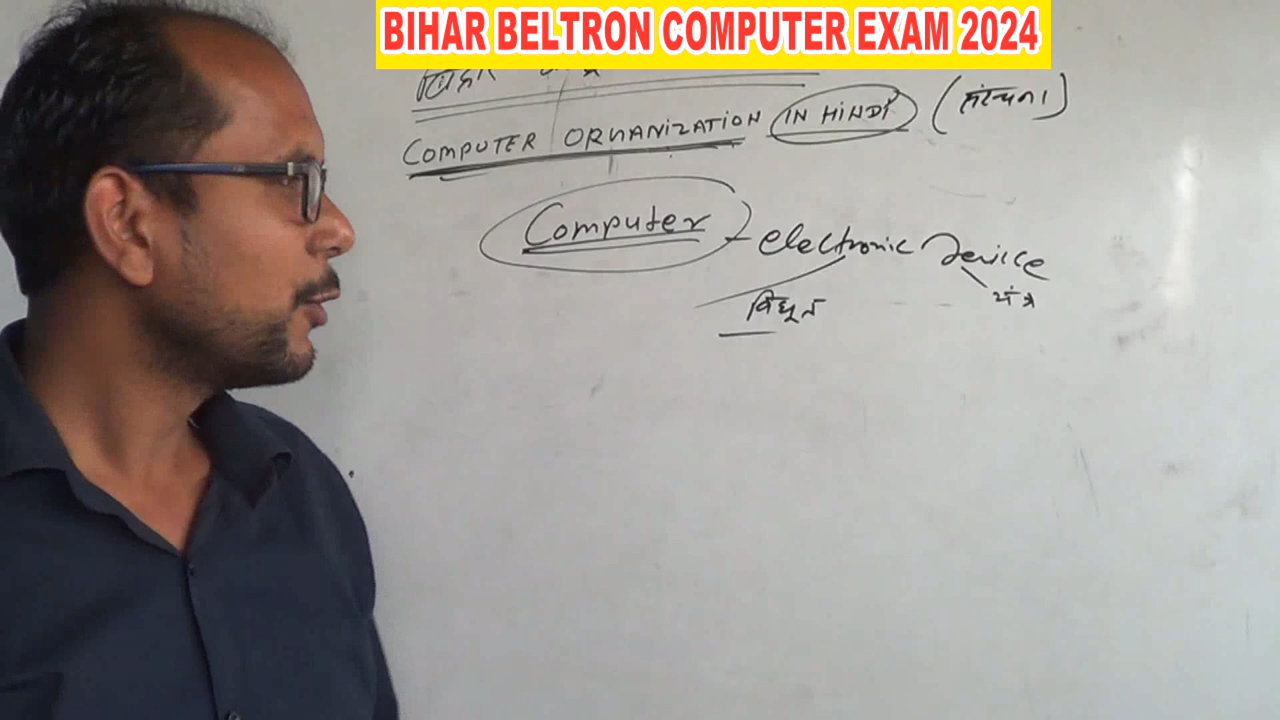 BIHAR BELTRON COMPUTER EXAM 2024
COMPUTER ORGANIZATION IN HINDI (संरचना)
Computer - electronic Device
विधूत यंत्र